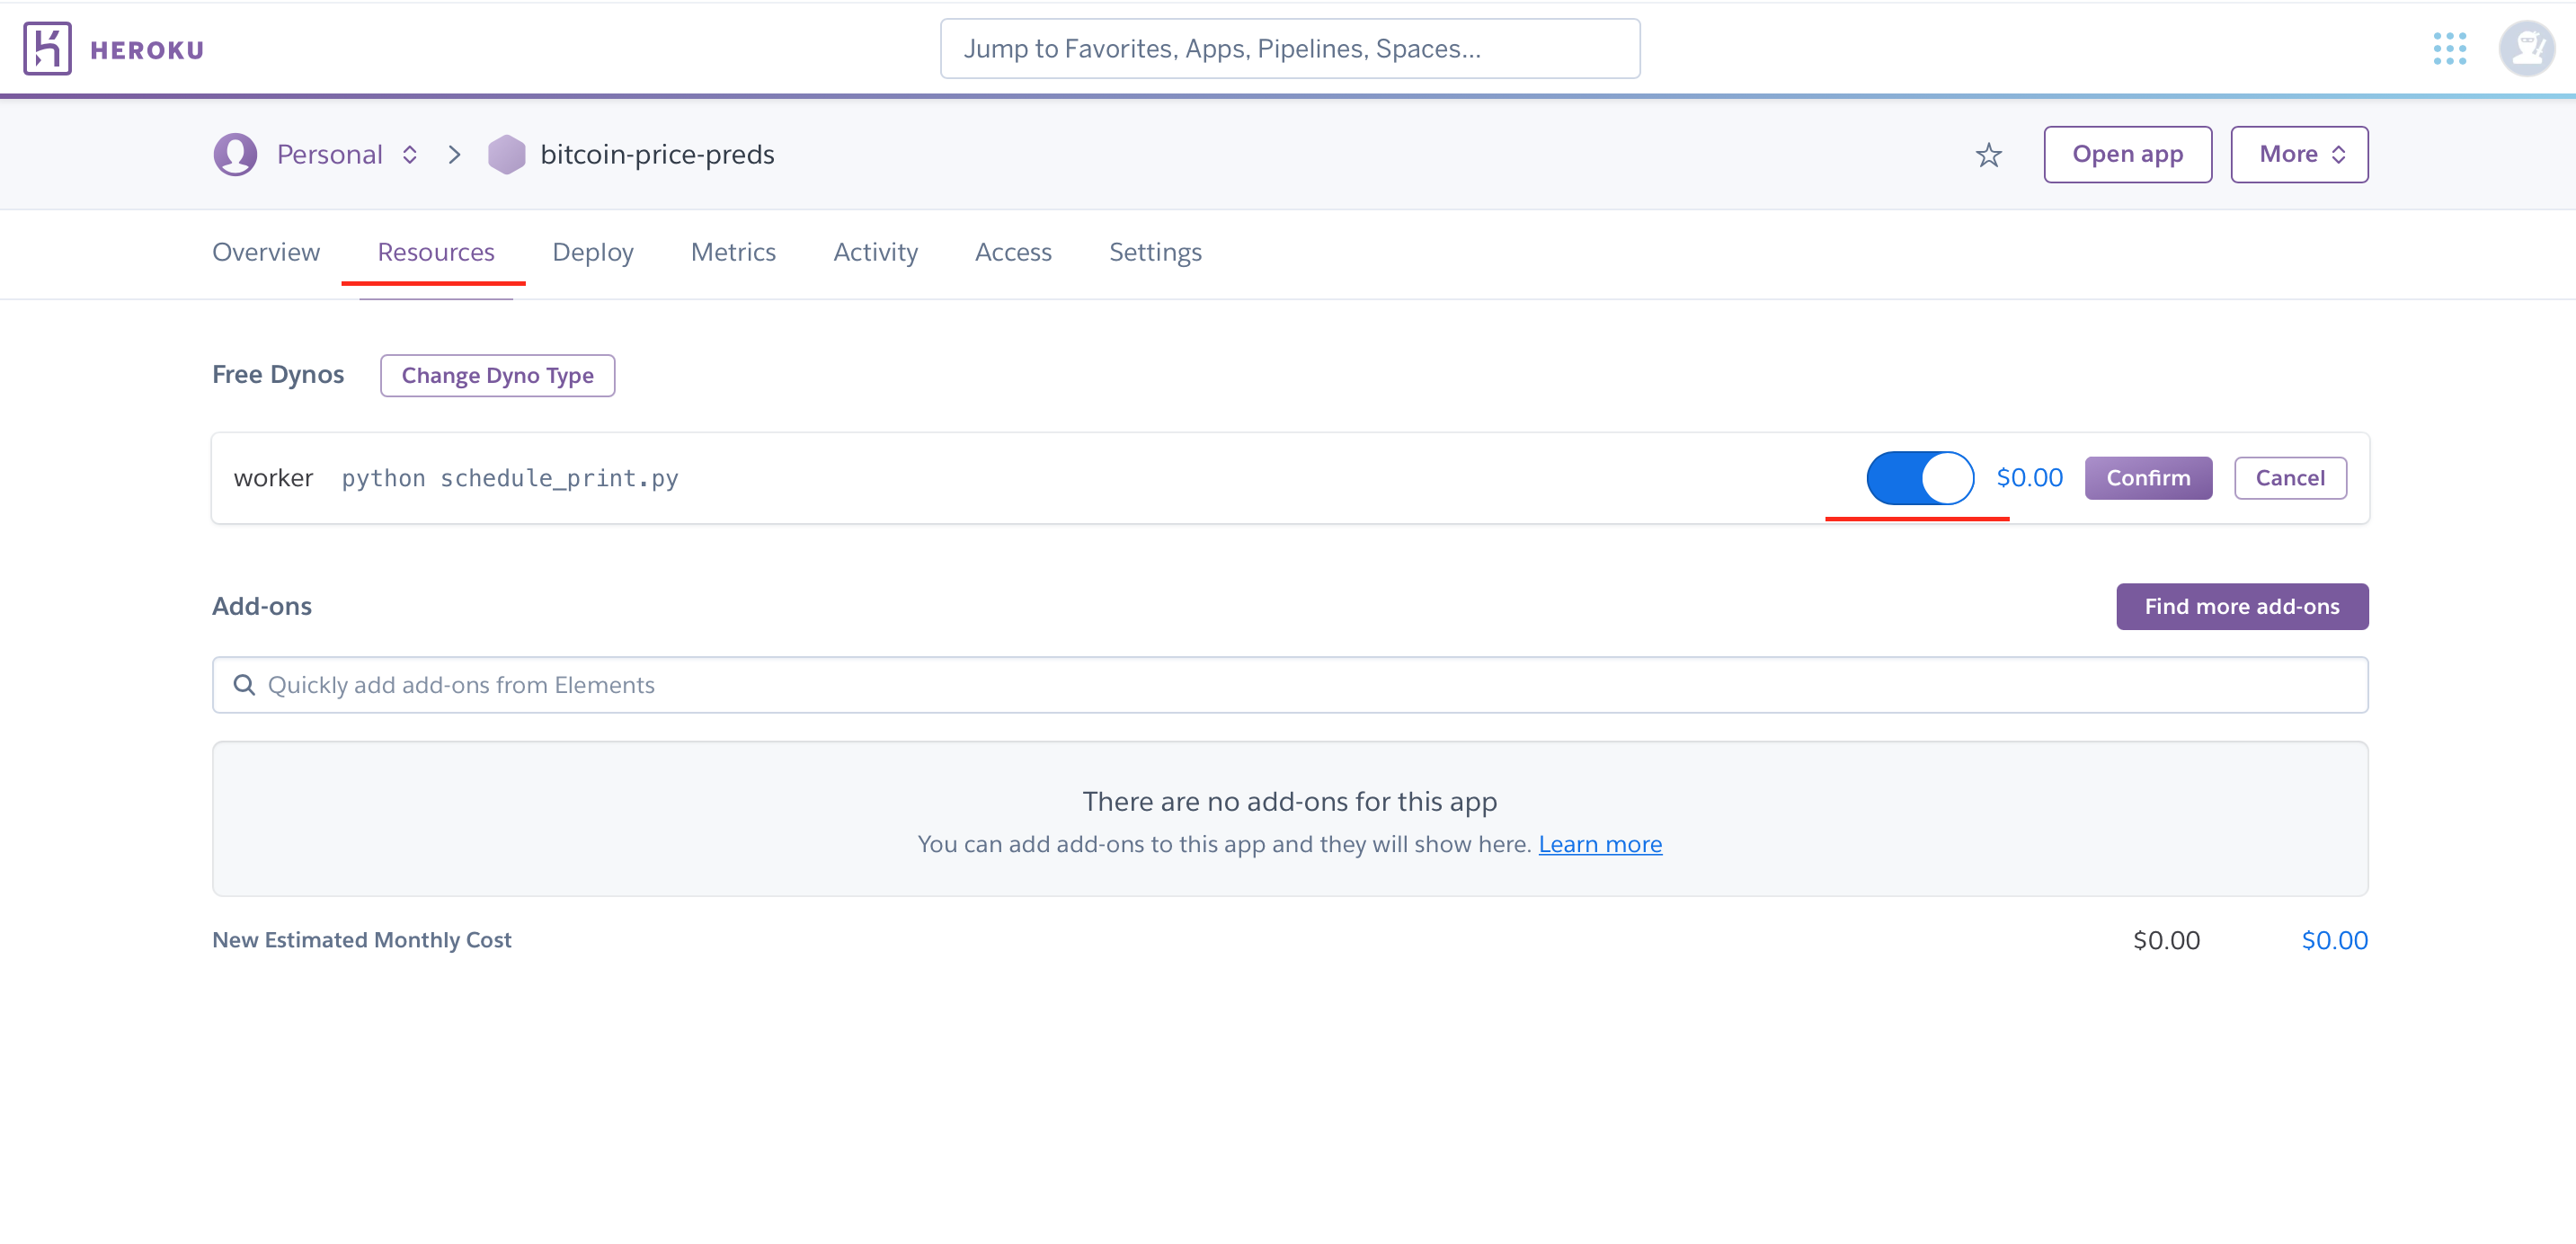 HEROKU
Jump to Favorites, Apps, Pipelines, Spaces...
Personal bitcoin-price-preds Open app More
Overview Resources Deploy Metrics Activity Access Settings
Free Dynos Change Dyno Type
worker python schedule_print.py $0.00 Confirm Cancel
Add-ons Find more add-ons
Quickly add add-ons from Elements
There are no add-ons for this app
You can add add-ons to this app and they will show here. Learn more
New Estimated Monthly Cost $0.00 $0.00